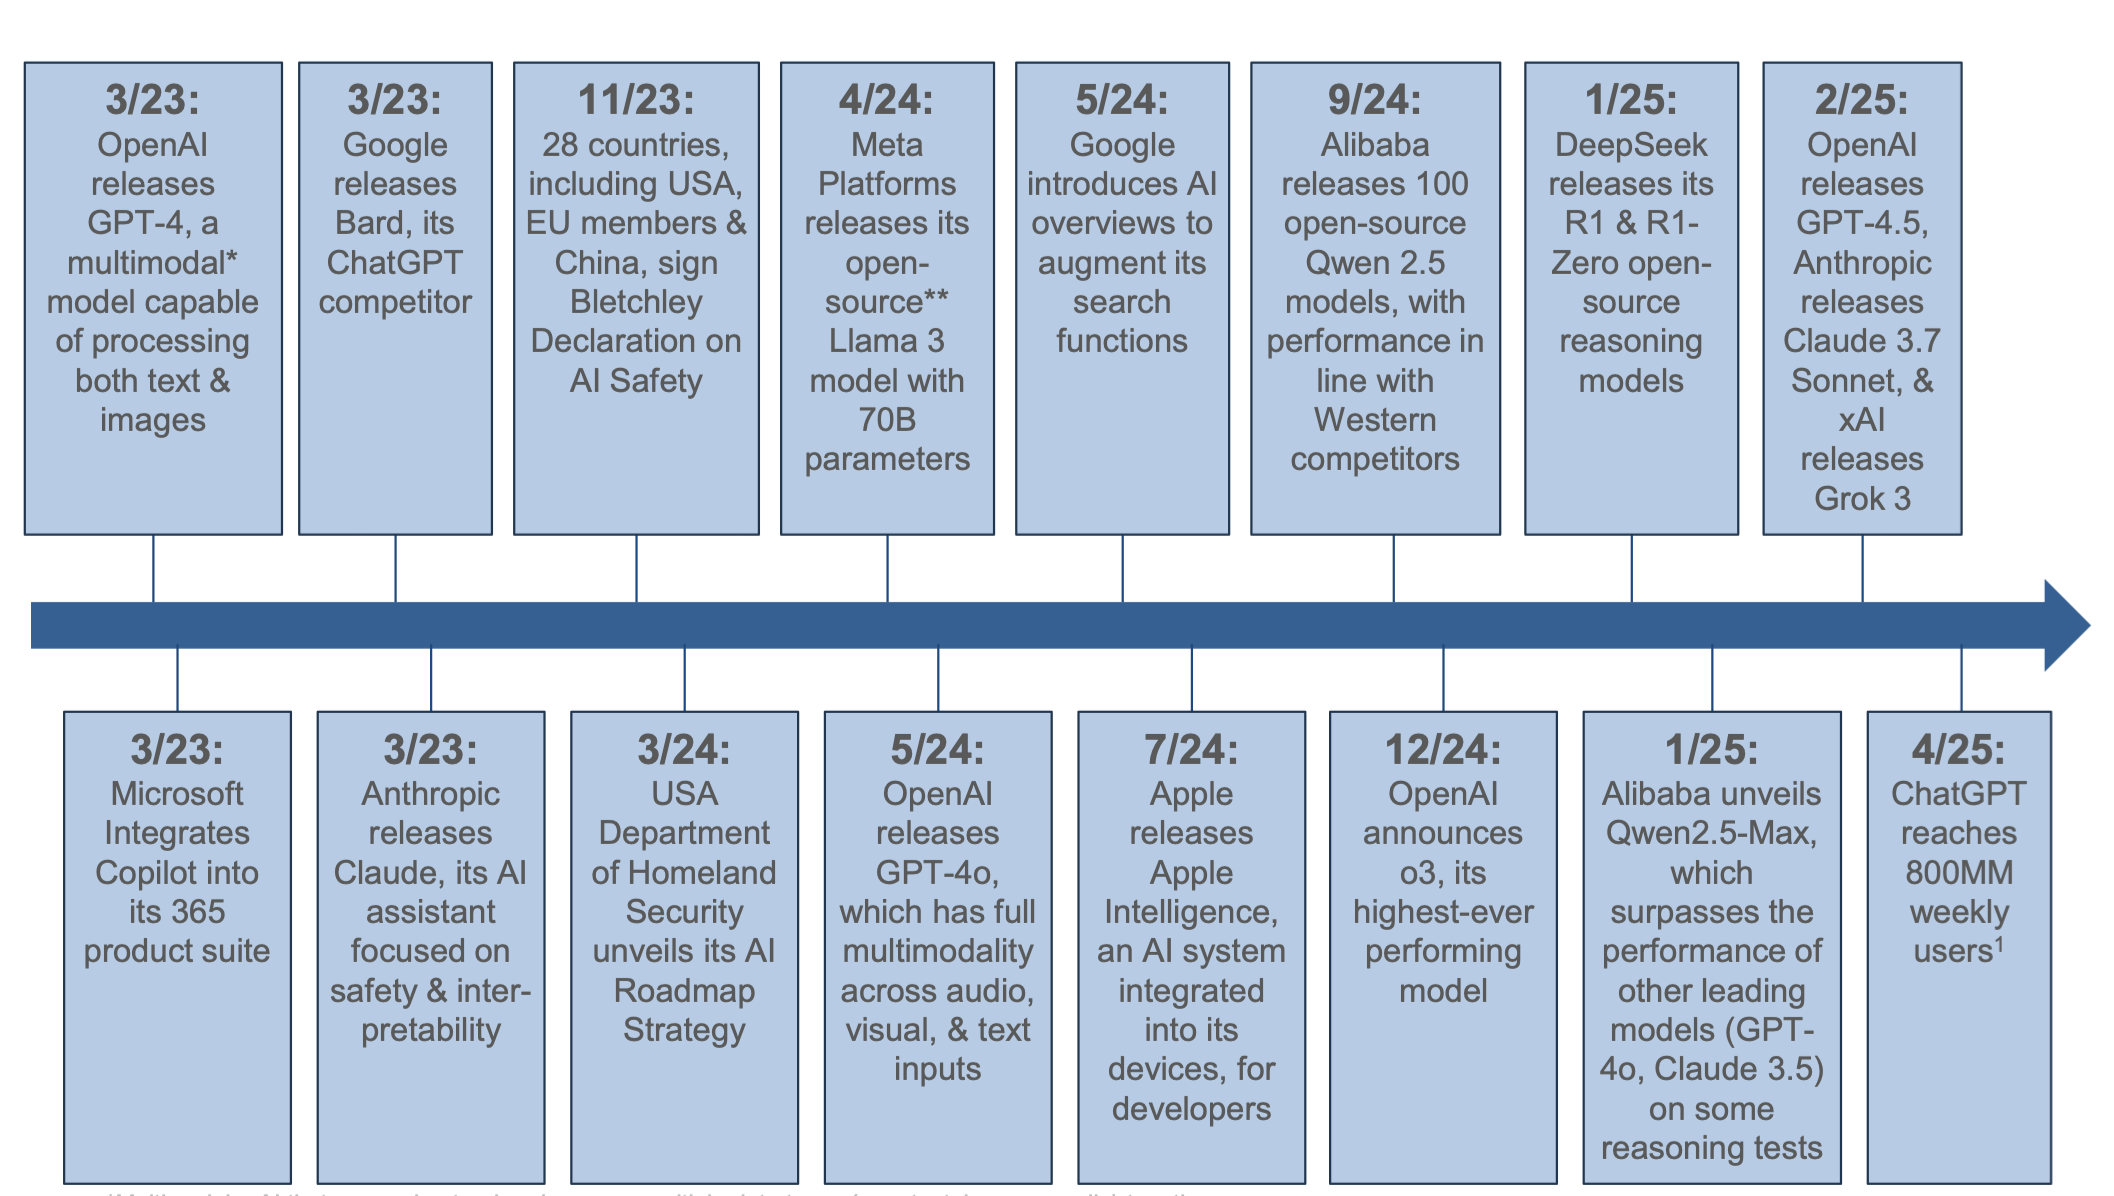 3/23:
OpenAI
releases
GPT-4, a
multimodal*
model capable
of processing
both text &
images
3/23:
Google
releases
Bard, its
ChatGPT
competitor
11/23:
28 countries,
including USA,
EU members &
China, sign
Bletchley
Declaration on
AI Safety
4/24:
Meta
Platforms
releases its
open-
source**
Llama 3
model with
70B
parameters
5/24:
Google
introduces AI
overviews to
augment its
search
functions
9/24:
Alibaba
releases 100
open-source
Qwen 2.5
models, with
performance in
line with
Western
competitors
1/25:
DeepSeek
releases its
R1 & R1-
Zero open-
source
reasoning
models
2/25:
OpenAI
releases
GPT-4.5,
Anthropic
releases
Claude 3.7
Sonnet, &
xAI
releases
Grok 3
3/23:
Microsoft
Integrates
Copilot into
its 365
product suite
3/23:
Anthropic
releases
Claude, its AI
assistant
focused on
safety & inter-
pretability
3/24:
USA
Department
of Homeland
Security
unveils its AI
Roadmap
Strategy
5/24:
OpenAI
releases
GPT-4o,
which has full
multimodality
across audio,
visual, & text
inputs
7/24:
Apple
releases
Apple
Intelligence,
an AI system
integrated
into its
devices, for
developers
12/24:
OpenAI
announces
o3, its
highest-ever
performing
model
1/25:
Alibaba unveils
Qwen2.5-Max,
which
surpasses the
performance of
other leading
models (GPT-
4o, Claude 3.5)
on some
reasoning tests
4/25:
ChatGPT
reaches
800MM
weekly
users¹